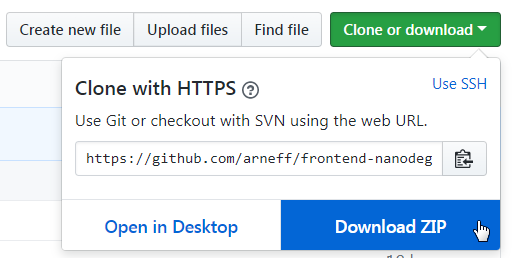 Create new file Upload files Find file Clone or download
Clone with HTTPS
Use SSH
Use Git or checkout with SVN using the web URL.
https://github.com/arneff/frontend-nanodeg
Open in Desktop Download ZIP